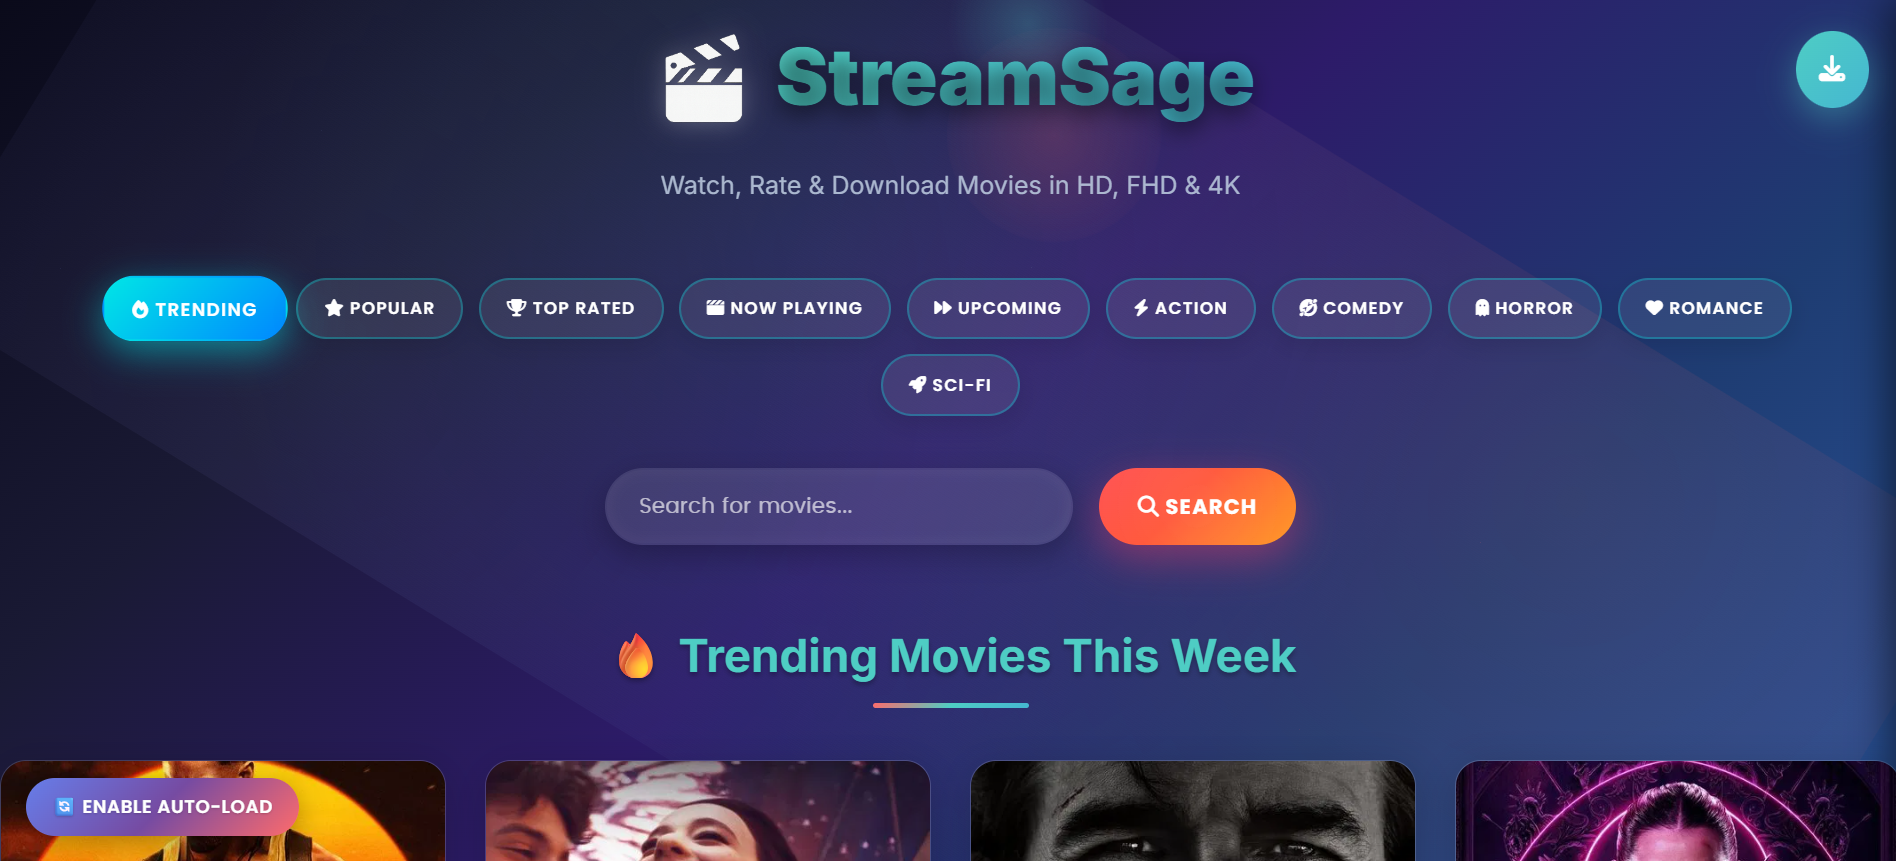 StreamSage
Watch, Rate & Download Movies in HD, FHD & 4K
TRENDING
POPULAR
TOP RATED
NOW PLAYING
UPCOMING
ACTION
COMEDY
HORROR
ROMANCE
SCI-FI
Search for movies...
SEARCH
Trending Movies This Week
ENABLE AUTO-LOAD